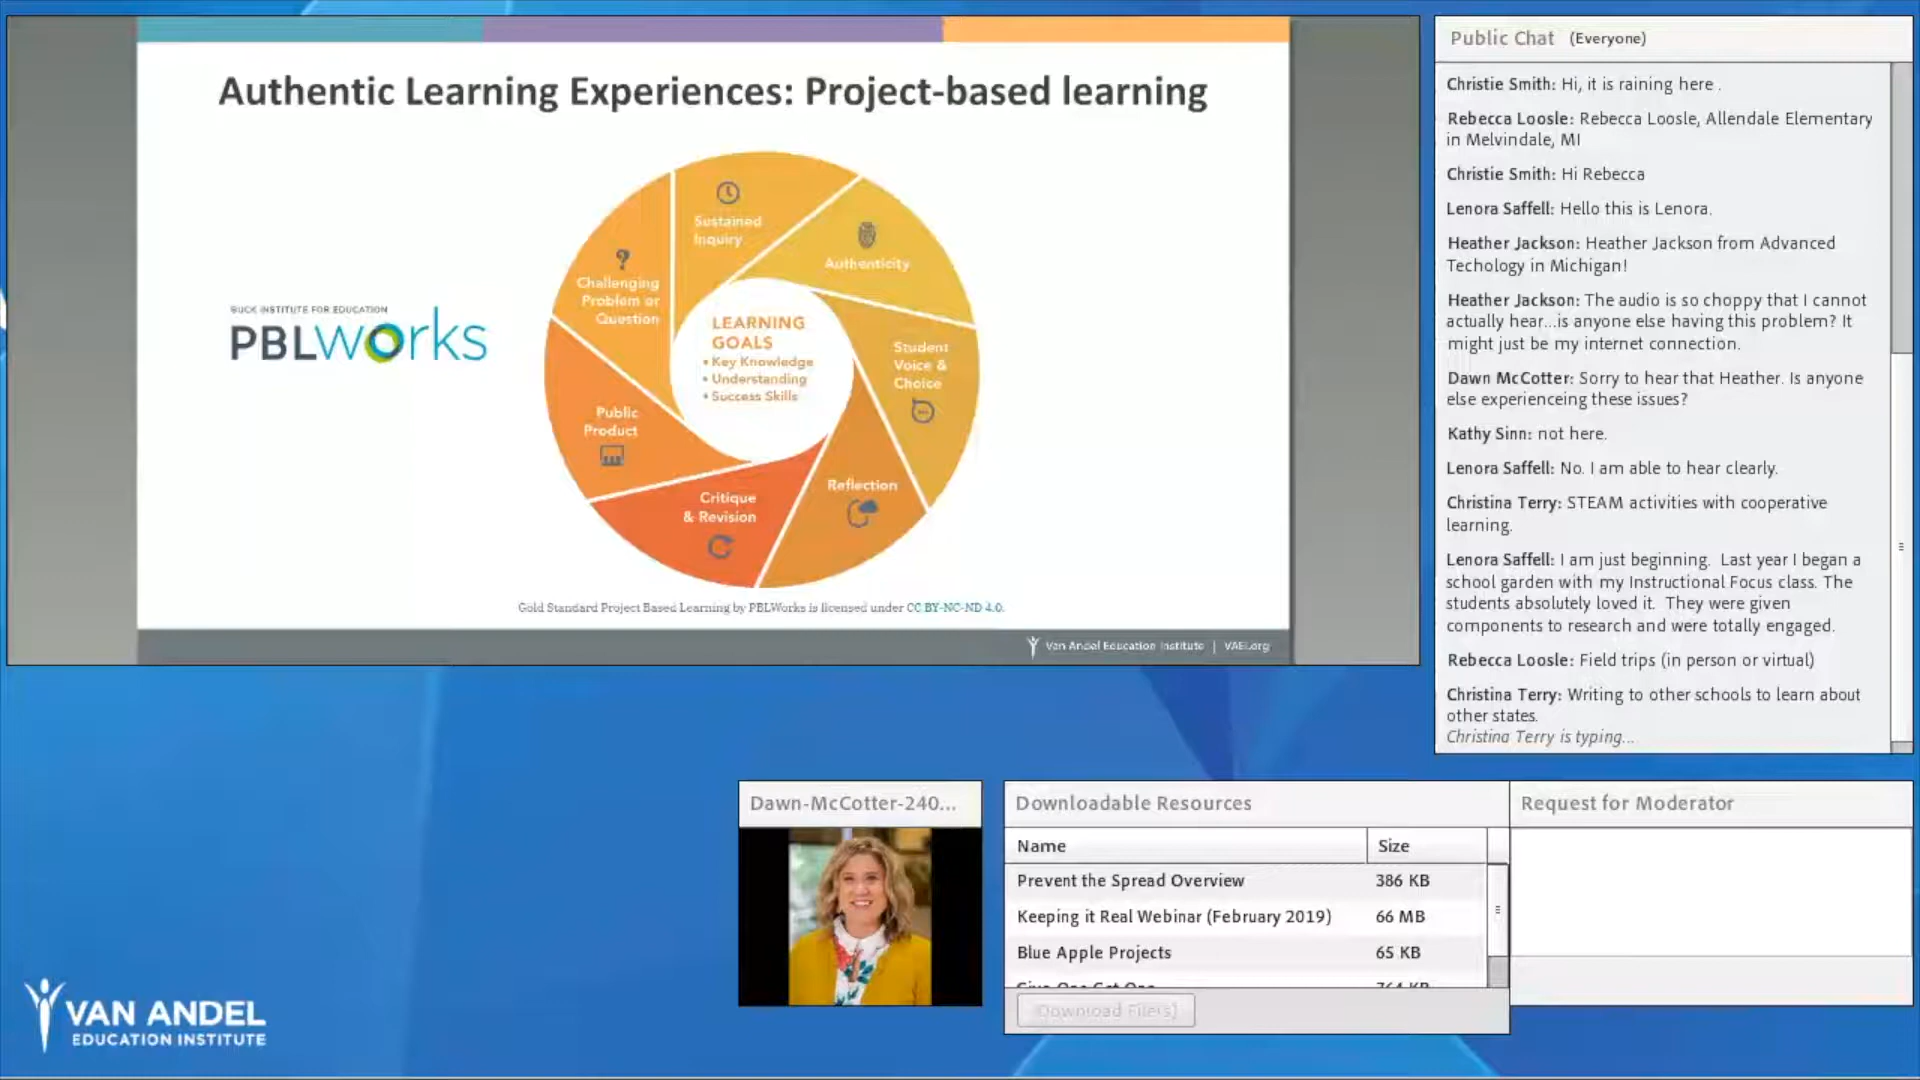 Authentic Learning Experiences: Project-based learning
BUCK INSTITUTE FOR EDUCATION
PBLWorks
Sustained
Inquiry
Authenticity
Challenging
Problem or
Question
LEARNING
GOALS
• Key Knowledge
• Understanding
• Success Skills
Student
Voice &
Choice
Public
Product
Critique
& Revision
Reflection
Gold Standard Project Based Learning by PBLWorks is licensed under CC BY-NC-ND 4.0.
Van Andel Education Institute | VAEI.org
Public Chat (Everyone)
Christie Smith: Hi, it is raining here .
Rebecca Loosle: Rebecca Loosle, Allendale Elementary
in Melvindale, MI
Christie Smith: Hi Rebecca
Lenora Saffell: Hello this is Lenora.
Heather Jackson: Heather Jackson from Advanced
Techology in Michigan!
Heather Jackson: The audio is so choppy that I cannot
actually hear...is anyone else having this problem? It
might just be my internet connection.
Dawn McCotter: Sorry to hear that Heather. Is anyone
else experienceing these issues?
Kathy Sinn: not here.
Lenora Saffell: No. I am able to hear clearly.
Christina Terry: STEAM activities with cooperative
learning.
Lenora Saffell: I am just beginning. Last year I began a
school garden with my Instructional Focus class. The
students absolutely loved it. They were given
components to research and were totally engaged.
Rebecca Loosle: Field trips (in person or virtual)
Christina Terry: Writing to other schools to learn about
other states.
Christina Terry is typing...
Dawn-McCotter-240...
Downloadable Resources
Name Size
Prevent the Spread Overview 386 KB
Keeping it Real Webinar (February 2019) 66 MB
Blue Apple Projects 65 KB
Give One Get One 764 KB
Download File(s)
Request for Moderator
VAN ANDEL
EDUCATION INSTITUTE